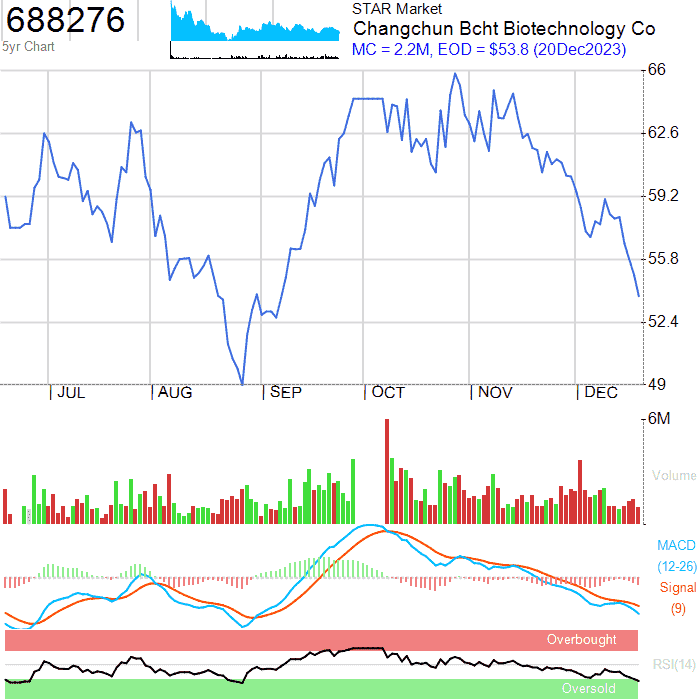 688276
5yr Chart
STAR Market
Changchun Bcht Biotechnology Co
MC = 2.2M, EOD = $53.8 (20Dec2023)
66
62.6
59.2
55.8
52.4
49
JUL
AUG
SEP
OCT
NOV
DEC
6M
Volume
MACD
(12-26)
Signal
(9)
Overbought
RSI(14)
Oversold